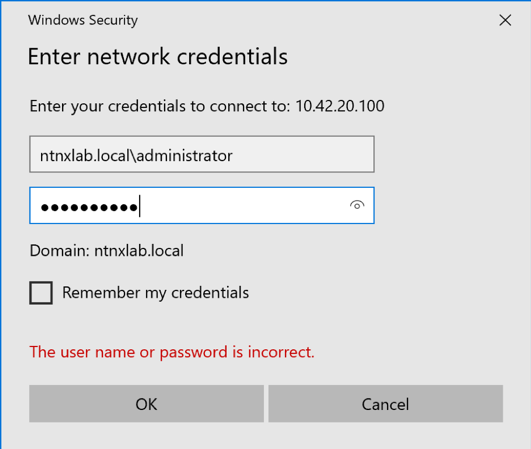 Windows Security
Enter network credentials
Enter your credentials to connect to: 10.42.20.100
ntnxlab.local\administrator
●●●●●●●●●●
Domain: ntnxlab.local
Remember my credentials
The user name or password is incorrect.
OK Cancel